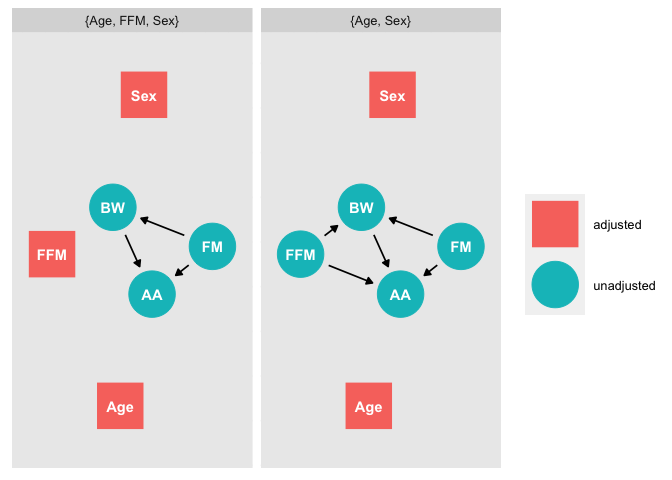 {Age, FFM, Sex}
Sex
BW
FFM
FM
AA
Age
{Age, Sex}
Sex
BW
FFM
FM
AA
Age
adjusted
unadjusted